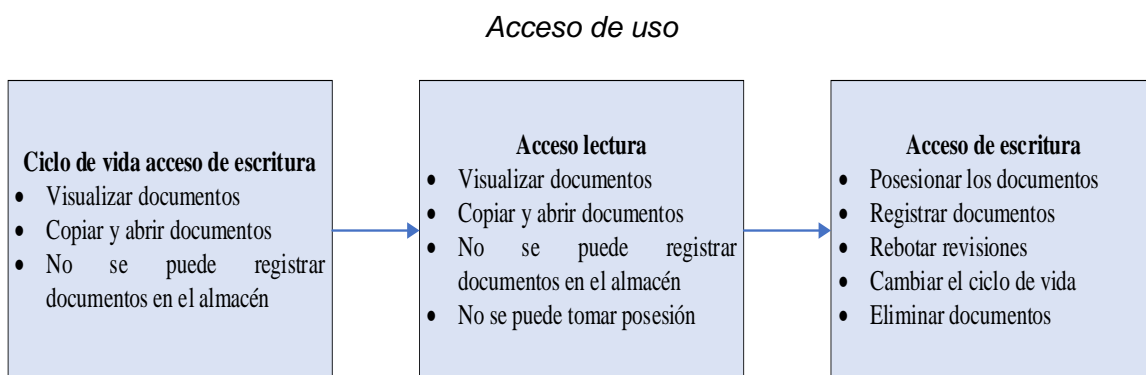 Acceso de uso
Ciclo de vida acceso de escritura
• Visualizar documentos
• Copiar y abrir documentos
• No se puede registrar
documentos en el almacén
Acceso lectura
• Visualizar documentos
• Copiar y abrir documentos
• No se puede registrar
documentos en el almacén
• No se puede tomar posesión
Acceso de escritura
• Posesionar los documentos
• Registrar documentos
• Rebotar revisiones
• Cambiar el ciclo de vida
• Eliminar documentos